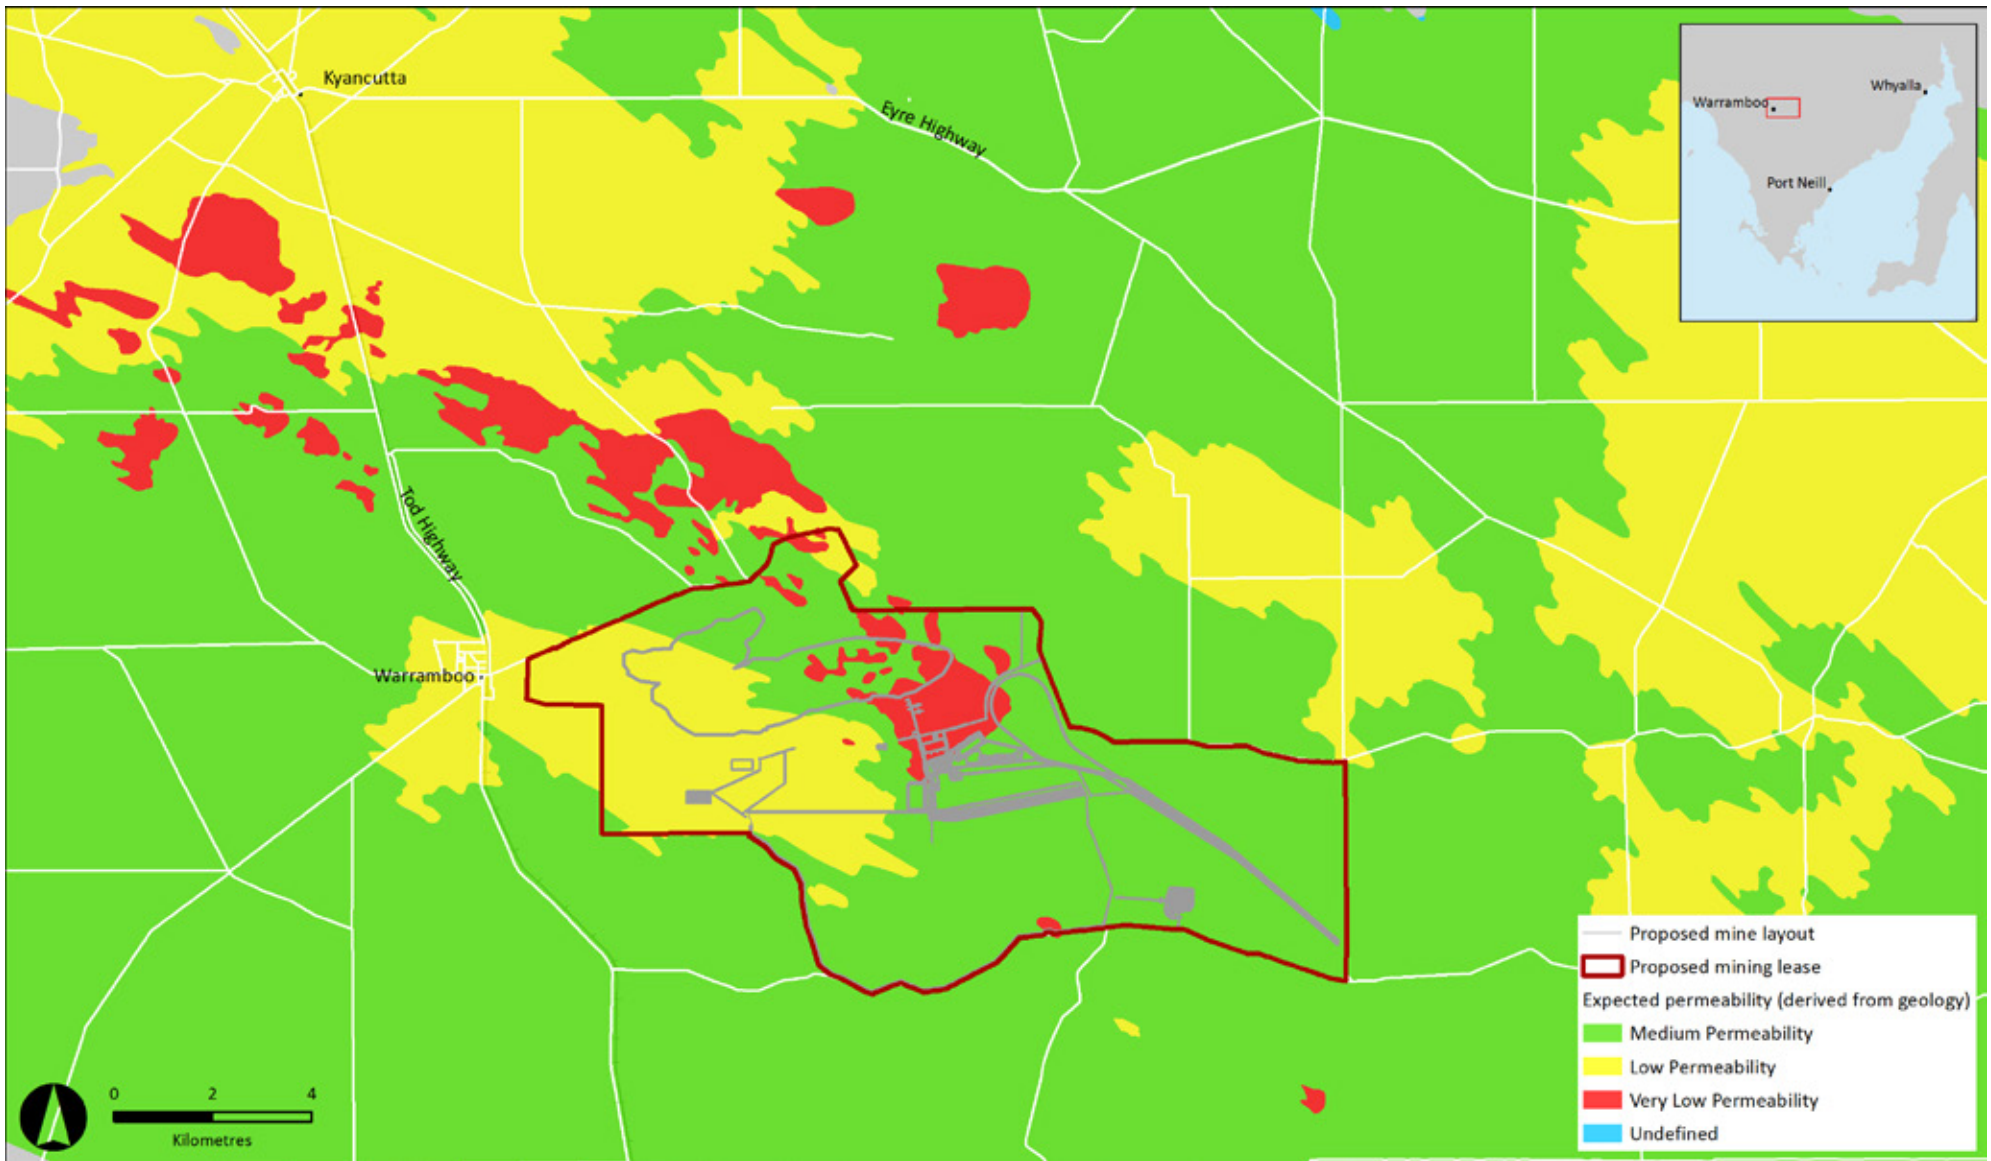 Kyancutta
Eyre Highway
Whyalla
Warramboo
Port Neill
Tod Highway
Warramboo
Proposed mine layout
Proposed mining lease
Expected permeability (derived from geology)
Medium Permeability
Low Permeability
Very Low Permeability
Undefined
0 2 4
Kilometres